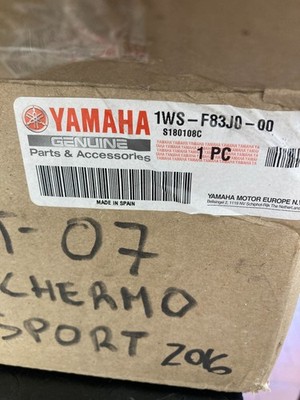 YAMAHA 1WS-F83J0-00
S180108C
GENUINE
Parts & Accessories
1 PC
MADE IN SPAIN
YAMAHA MOTOR EUROPE N.V
T-07
CHERMO
SPORT 2016